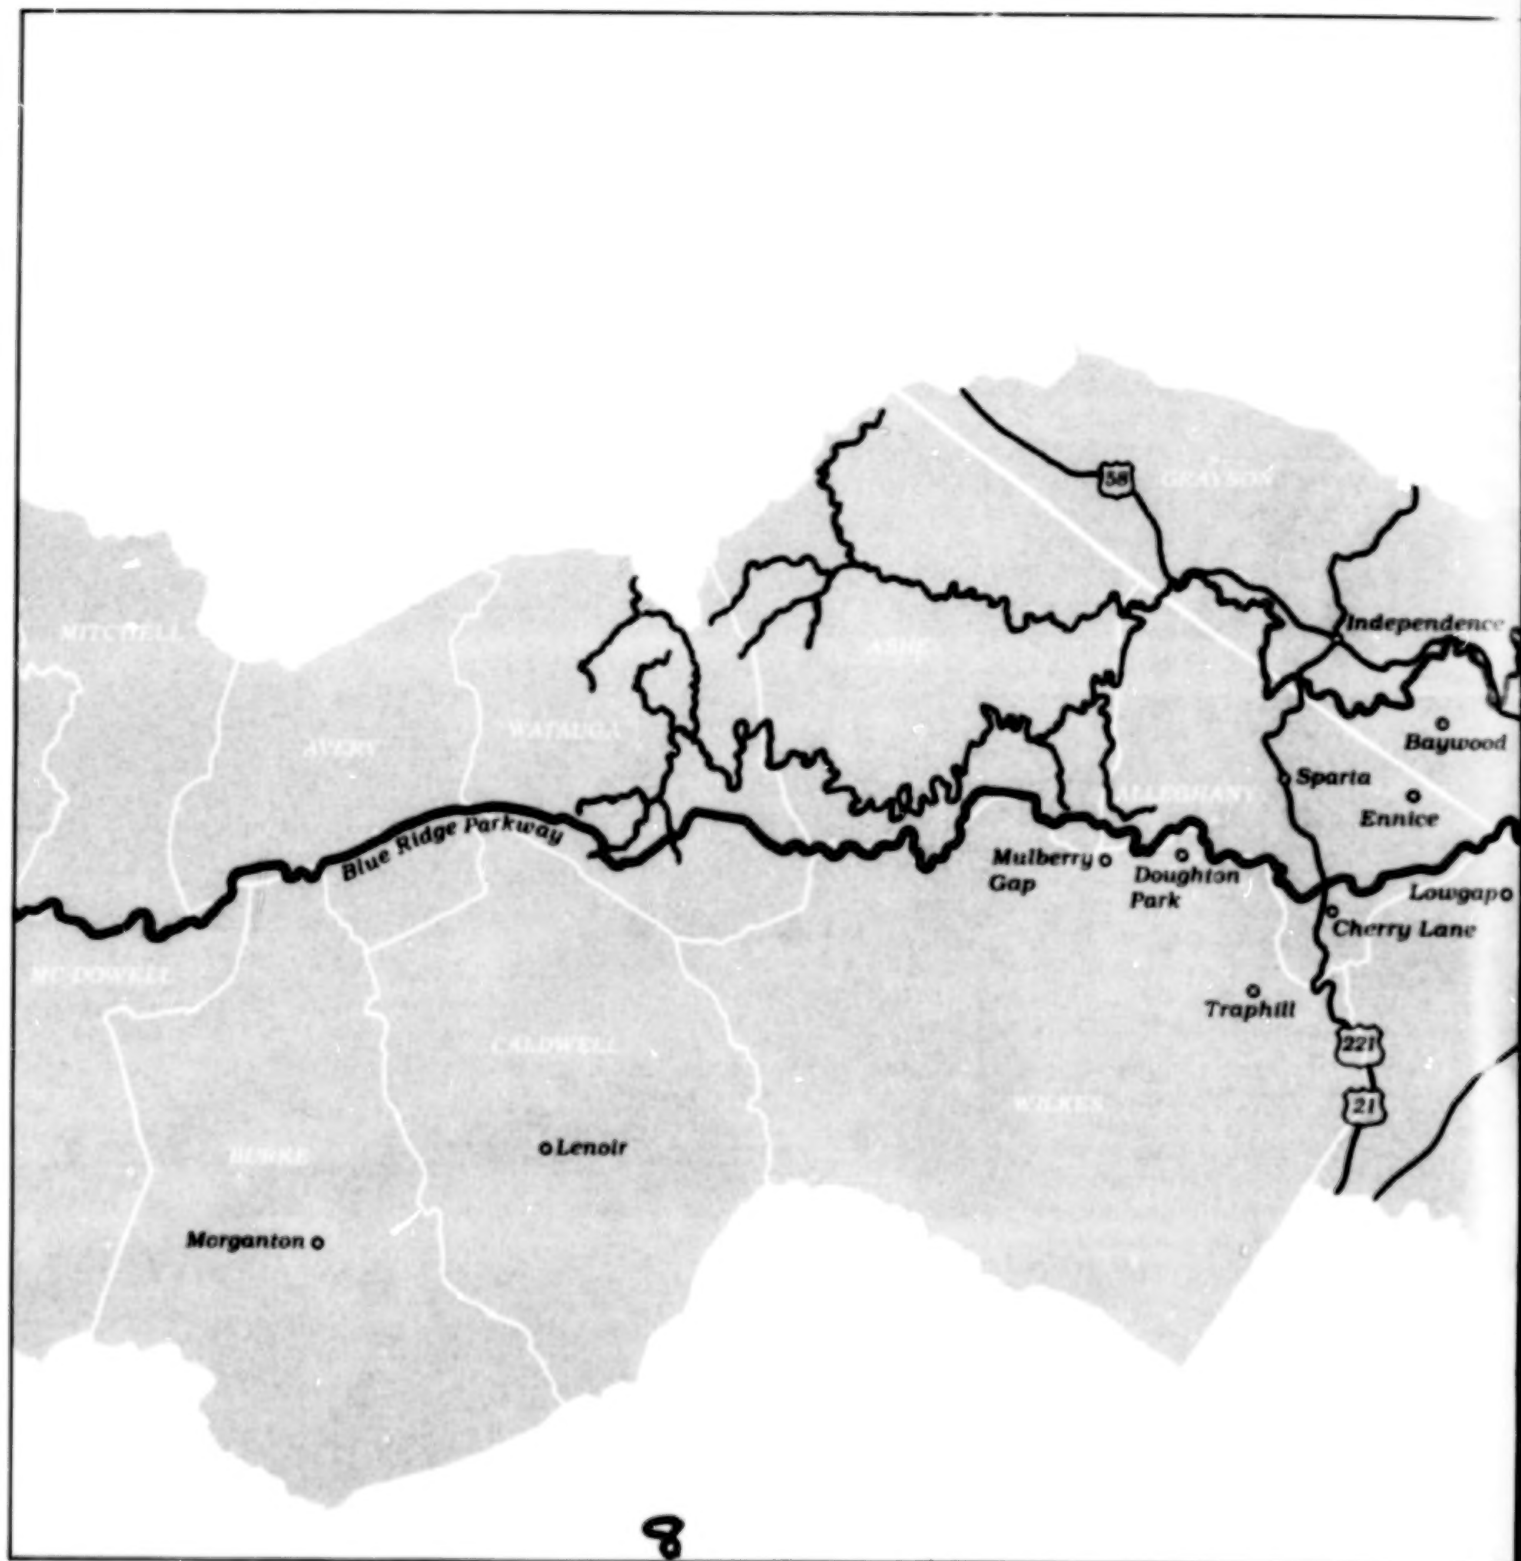 58
GRAYSON
Independence
MITCHELL
ASHE
AVERY
WATAUGA
Baywood
Sparta
ALLEGHANY
Ennice
Blue Ridge Parkway
Mulberry
Gap
Doughton
Park
Lowgap
Cherry Lane
MC DOWELL
Traphill
CALDWELL
221
WILKES
21
BURKE
Lenoir
Morganton
8